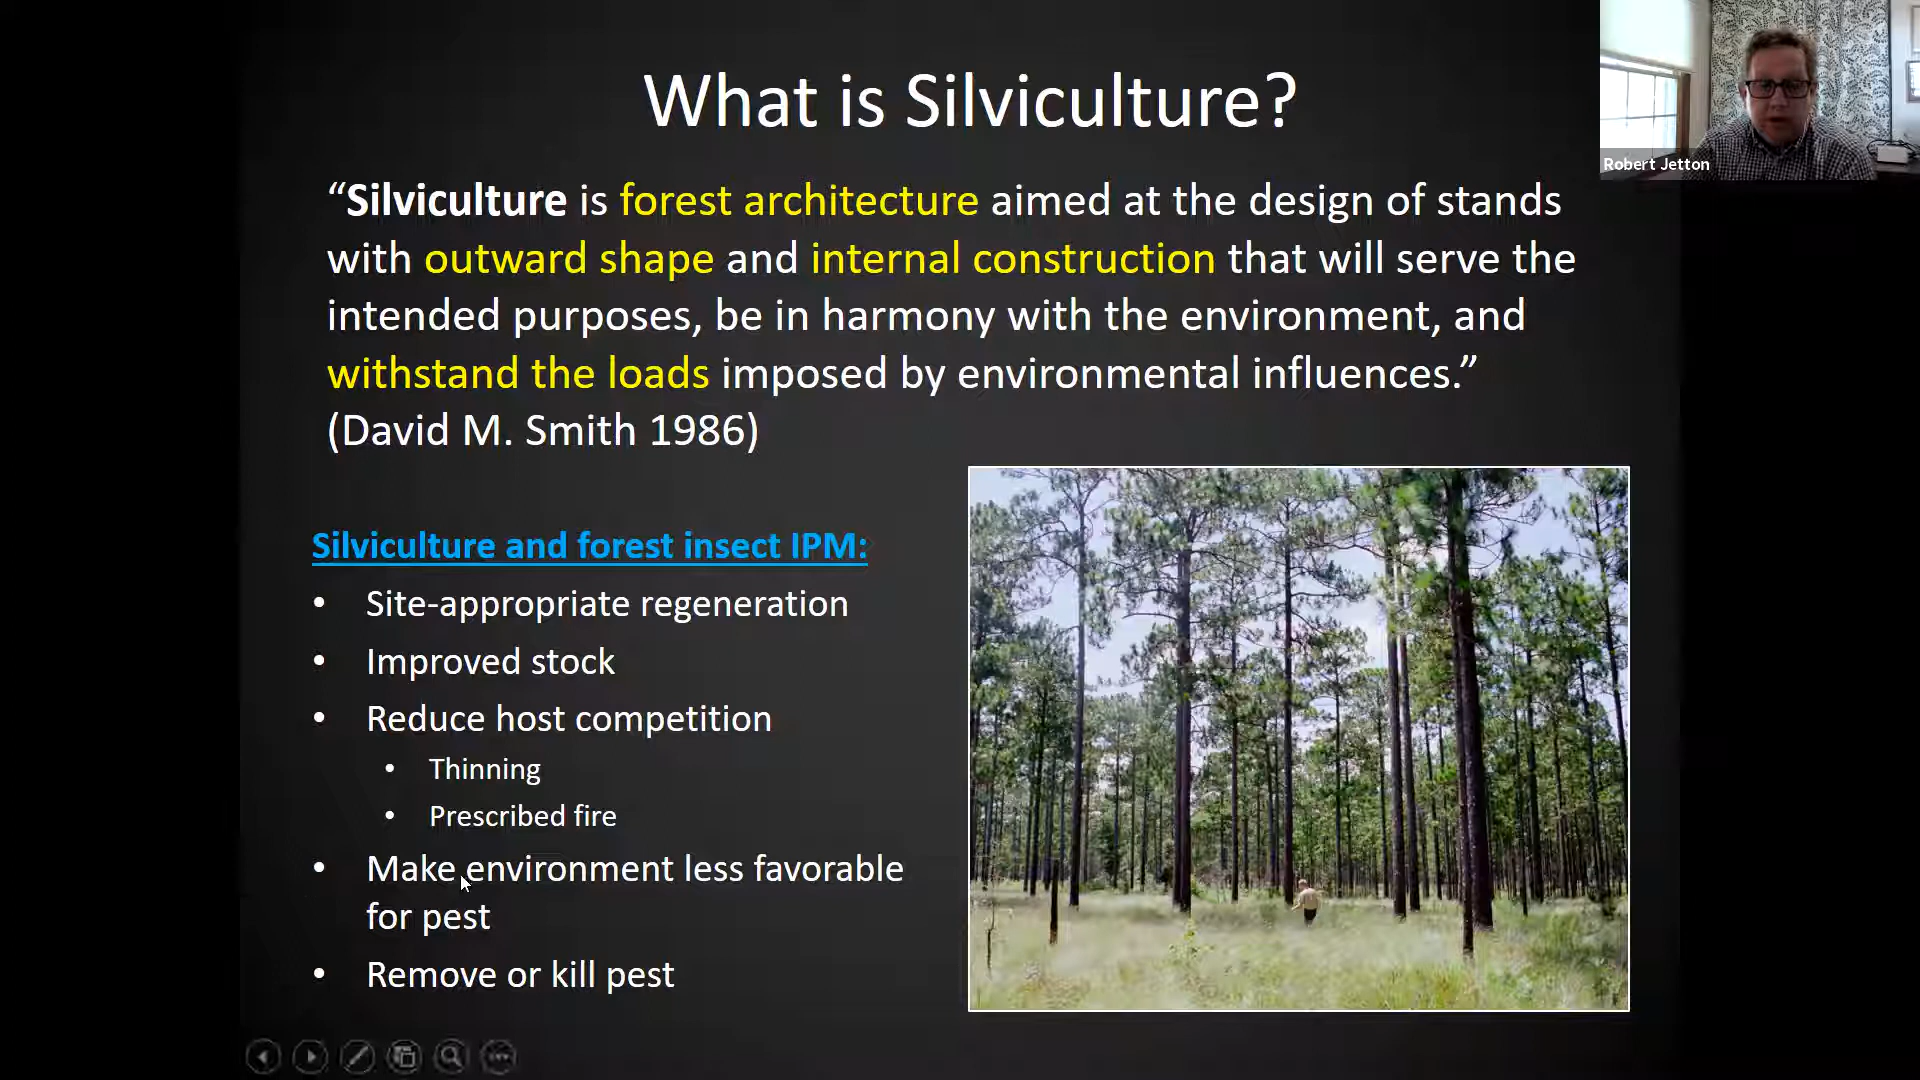 What is Silviculture?
Robert Jetton
“Silviculture is forest architecture aimed at the design of stands
with outward shape and internal construction that will serve the
intended purposes, be in harmony with the environment, and
withstand the loads imposed by environmental influences.”
(David M. Smith 1986)
Silviculture and forest insect IPM:
• Site-appropriate regeneration
• Improved stock
• Reduce host competition
• Thinning
• Prescribed fire
• Make environment less favorable
for pest
• Remove or kill pest